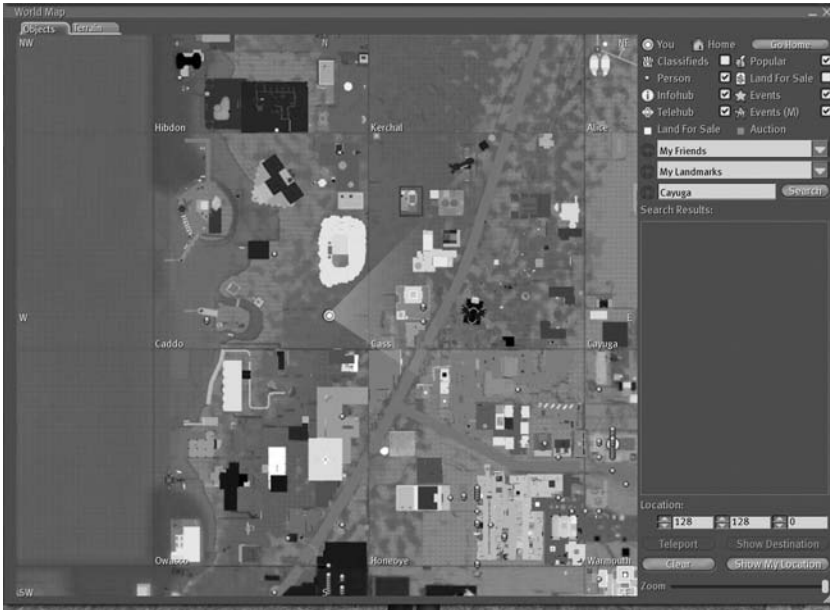 World Map
Objects Terrain
NW N NE
You Home Go Home
Classifieds Popular
Person Land For Sale
Infohub Events
Telehub Events (M)
Land For Sale Auction
Hibdon Kerchal Alice
My Friends
My Landmarks
Cayuga Search
Search Results:
W E
Caddo Cass Cayuga
Location:
128 128 0
Teleport Show Destination
Owasco Honeoye Warmouth
Clear Show My Location
SW S SE
Zoom